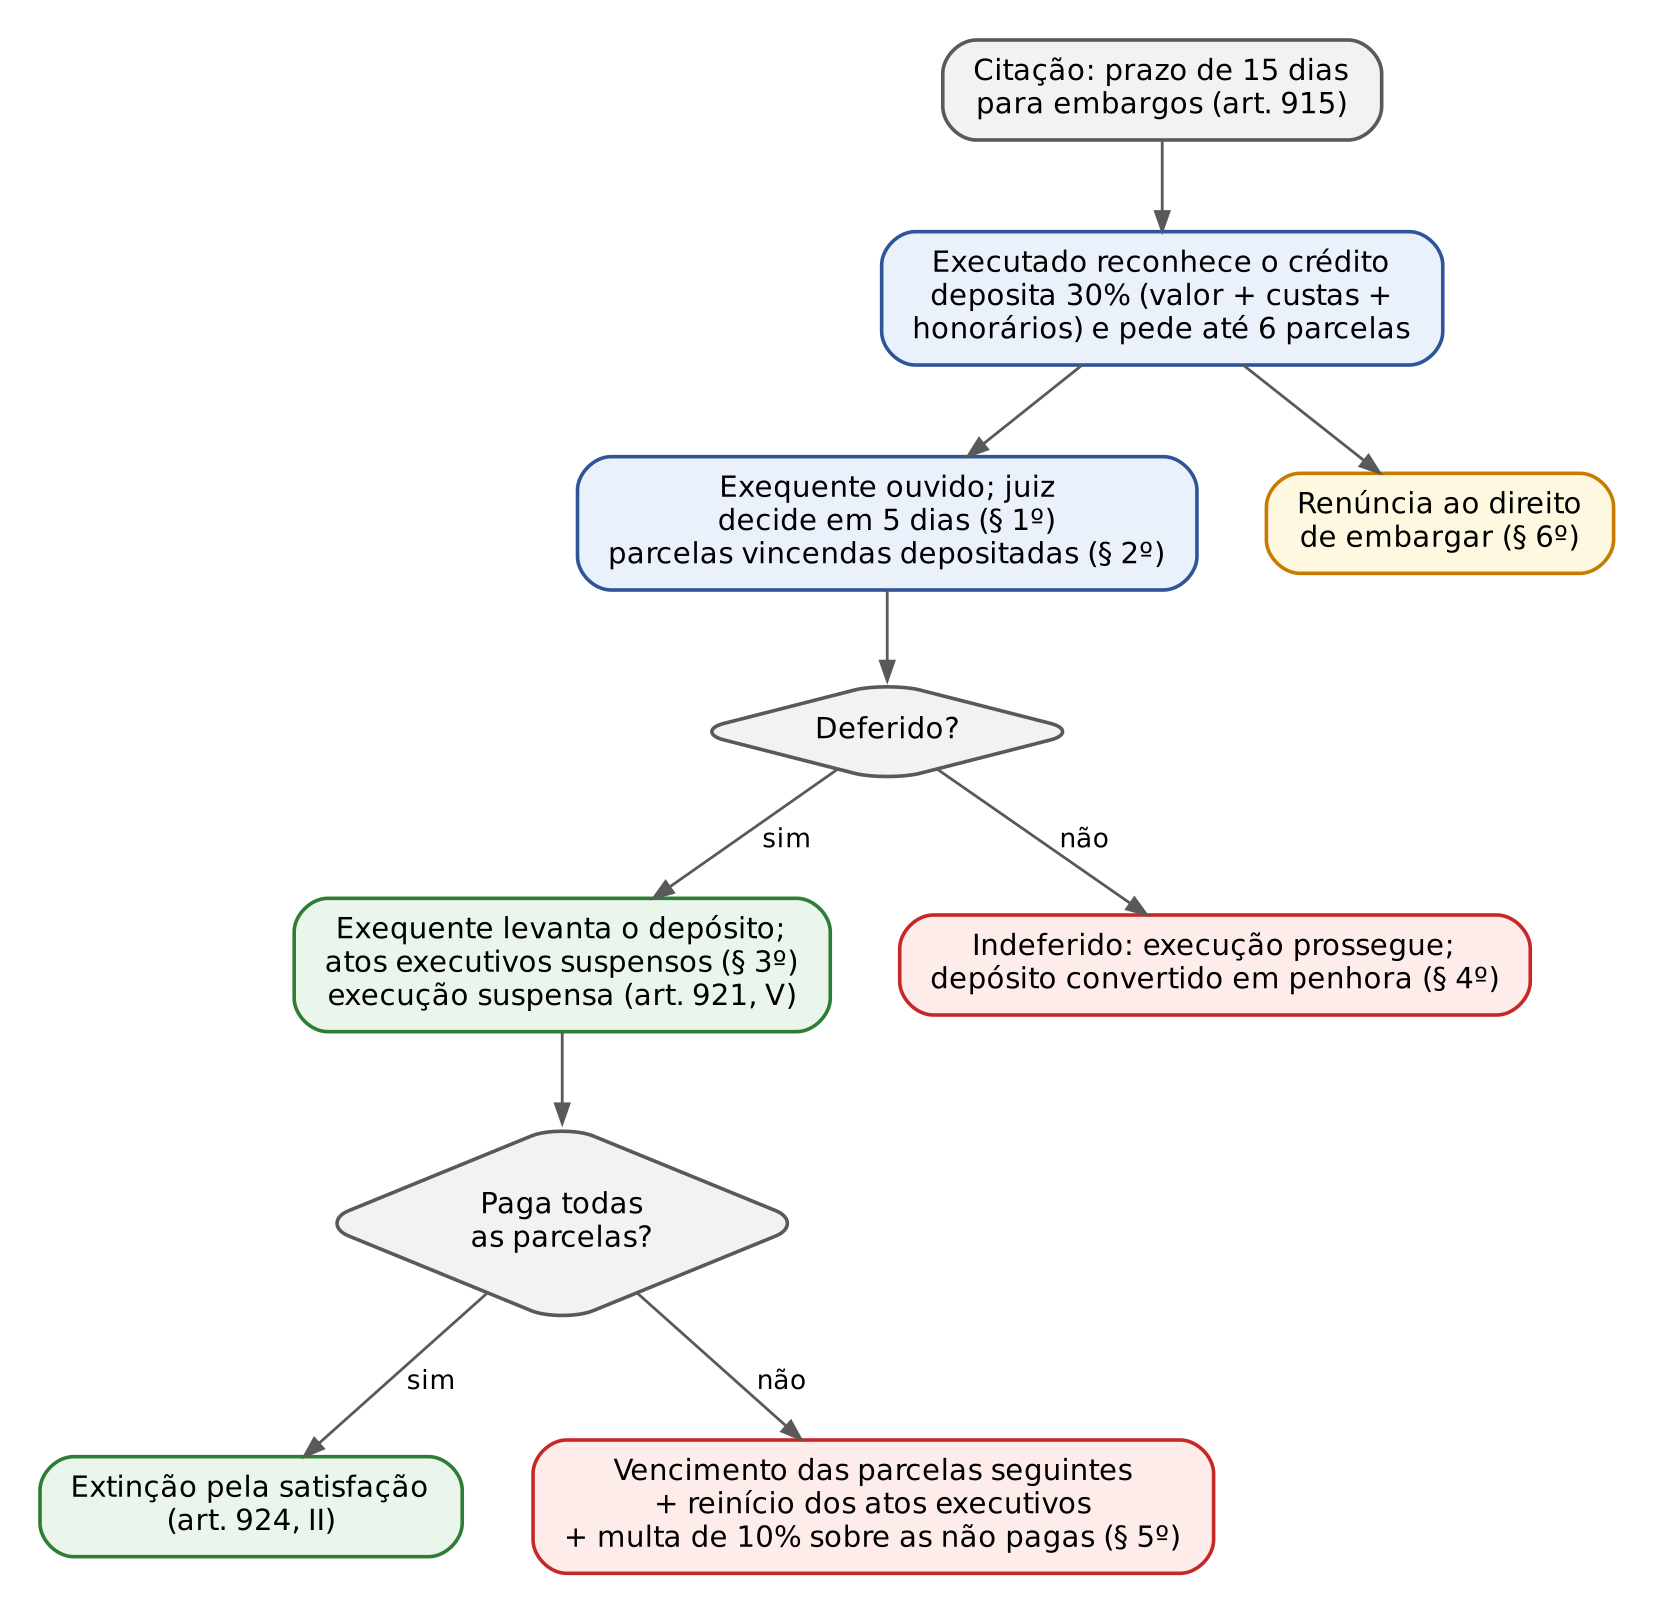 Citação: prazo de 15 dias
para embargos (art. 915)
Executado reconhece o crédito
deposita 30% (valor + custas +
honorários) e pede até 6 parcelas
Exequente ouvido; juiz
decide em 5 dias (§ 1º)
parcelas vincendas depositadas (§ 2º)
Renúncia ao direito
de embargar (§ 6º)
Deferido?
sim
não
Exequente levanta o depósito;
atos executivos suspensos (§ 3º)
execução suspensa (art. 921, V)
Indeferido: execução prossegue;
depósito convertido em penhora (§ 4º)
Paga todas
as parcelas?
sim
não
Extinção pela satisfação
(art. 924, II)
Vencimento das parcelas seguintes
+ reinício dos atos executivos
+ multa de 10% sobre as não pagas (§ 5º)